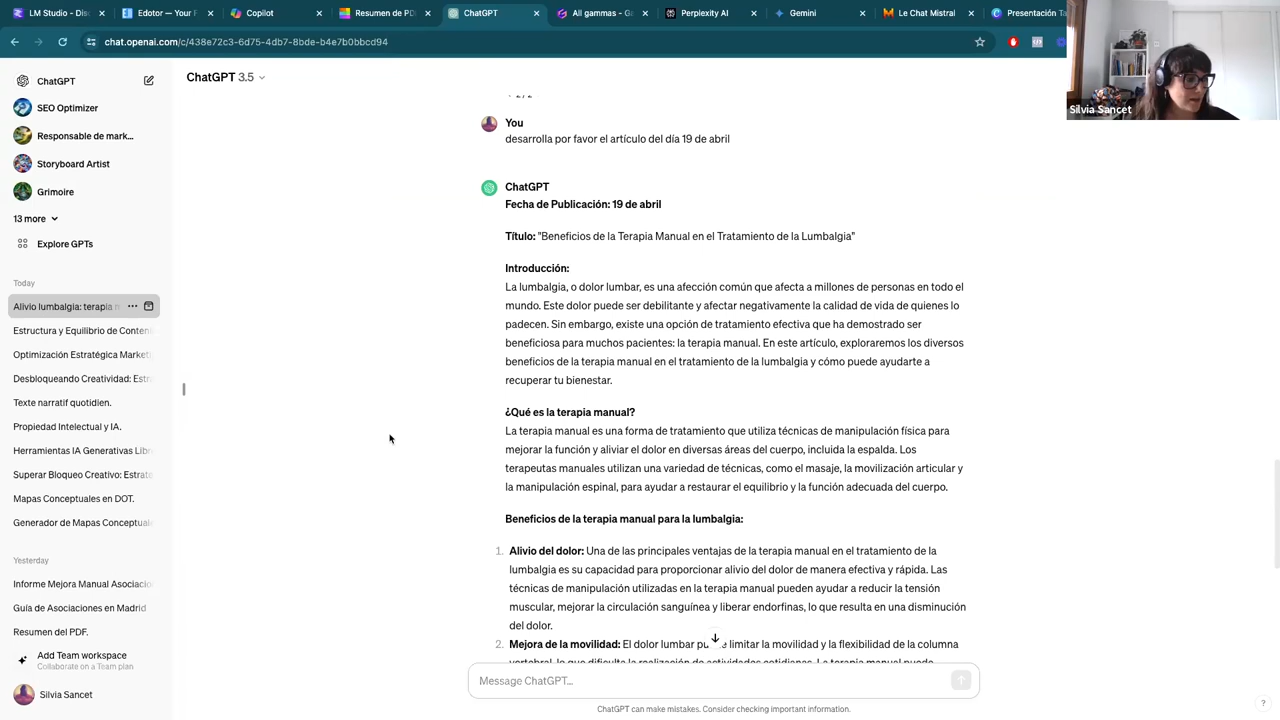 LM Studio - Disc
Editor — Your F
Copilot
Resumen de PD
ChatGPT
All gammas - Ga
Perplexity AI
Gemini
Le Chat Mistral
Presentación Ta
chat.openai.com/c/438e72c3-6d75-4db7-8bde-b4e7b0bbcd94
ChatGPT
SEO Optimizer
Responsable de mark...
Storyboard Artist
Grimoire
13 more
Explore GPTs
Today
Alivio lumbalgia: terapia
Estructura y Equilibrio de Conten
Optimización Estratégica Market
Desbloqueando Creatividad: Estr
Texte narratif quotidien.
Propiedad Intelectual y IA.
Herramientas IA Generativas Lib
Superar Bloqueo Creativo: Estrate
Mapas Conceptuales en DOT.
Generador de Mapas Conceptual
Yesterday
Informe Mejora Manual Asociacio
Guía de Asociaciones en Madrid
Resumen del PDF.
Add Team workspace
Collaborate on a Team plan
Silvia Sancet
ChatGPT 3.5
You
desarrolla por favor el artículo del día 19 de abril
ChatGPT
Fecha de Publicación: 19 de abril
Título: "Beneficios de la Terapia Manual en el Tratamiento de la Lumbalgia"
Introducción:
La lumbalgia, o dolor lumbar, es una afección común que afecta a millones de personas en todo el
mundo. Este dolor puede ser debilitante y afectar negativamente la calidad de vida de quienes lo
padecen. Sin embargo, existe una opción de tratamiento efectiva que ha demostrado ser
beneficiosa para muchos pacientes: la terapia manual. En este artículo, exploraremos los diversos
beneficios de la terapia manual en el tratamiento de la lumbalgia y cómo puede ayudarte a
recuperar tu bienestar.
¿Qué es la terapia manual?
La terapia manual es una forma de tratamiento que utiliza técnicas de manipulación física para
mejorar la función y aliviar el dolor en diversas áreas del cuerpo, incluida la espalda. Los
terapeutas manuales utilizan una variedad de técnicas, como el masaje, la movilización articular y
la manipulación espinal, para ayudar a restaurar el equilibrio y la función adecuada del cuerpo.
Beneficios de la terapia manual para la lumbalgia:
1. Alivio del dolor: Una de las principales ventajas de la terapia manual en el tratamiento de la
lumbalgia es su capacidad para proporcionar alivio del dolor de manera efectiva y rápida. Las
técnicas de manipulación utilizadas en la terapia manual pueden ayudar a reducir la tensión
muscular, mejorar la circulación sanguínea y liberar endorfinas, lo que resulta en una disminución
del dolor.
2. Mejora de la movilidad: El dolor lumbar limitar la movilidad y la flexibilidad de la columna
vertebral, lo que dificulta la realización de actividades cotidianas. La terapia manual puede
Message ChatGPT...
ChatGPT can make mistakes. Consider checking important information.
?
Silvia Sancet